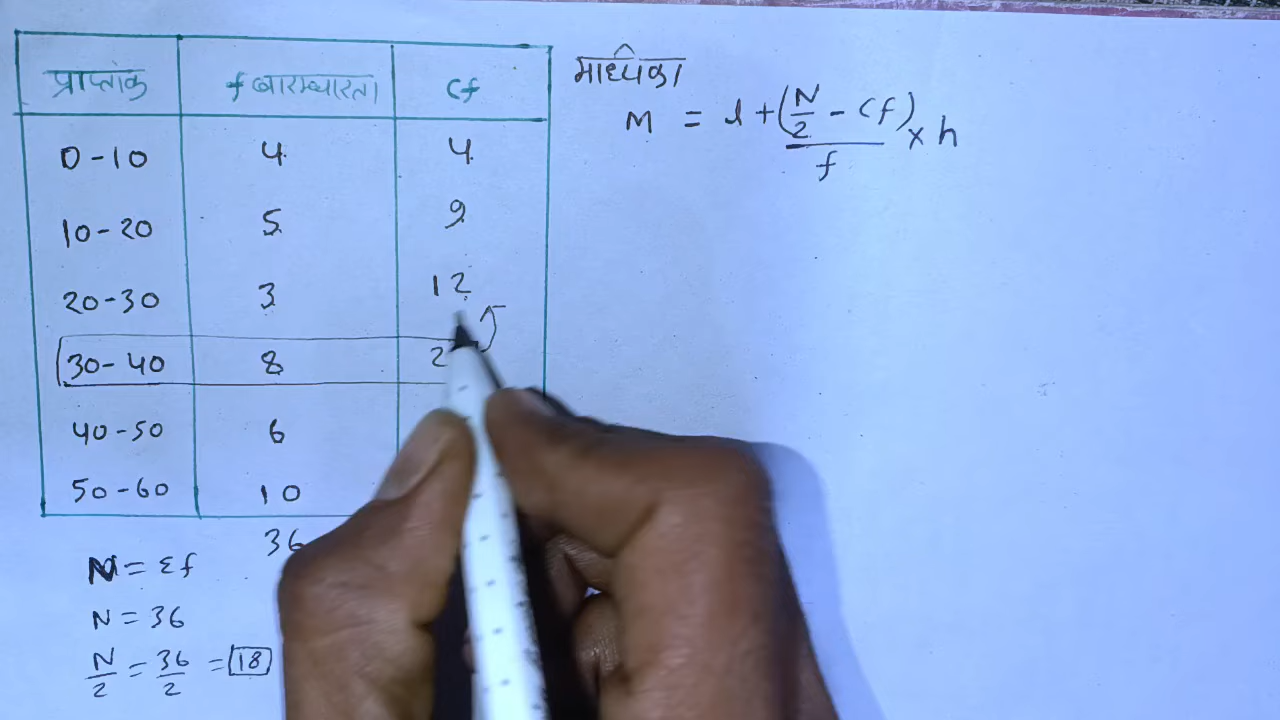 प्राप्तांक f बारम्बारता cf
0-10 4 4
10-20 5 9
20-30 3 12
30-40 8 2
40-50 6
50-60 10
36
N = Σf
N = 36
N/2 = 36/2 = 18
माध्यिका
M = l + (N/2 - cf)/f × h